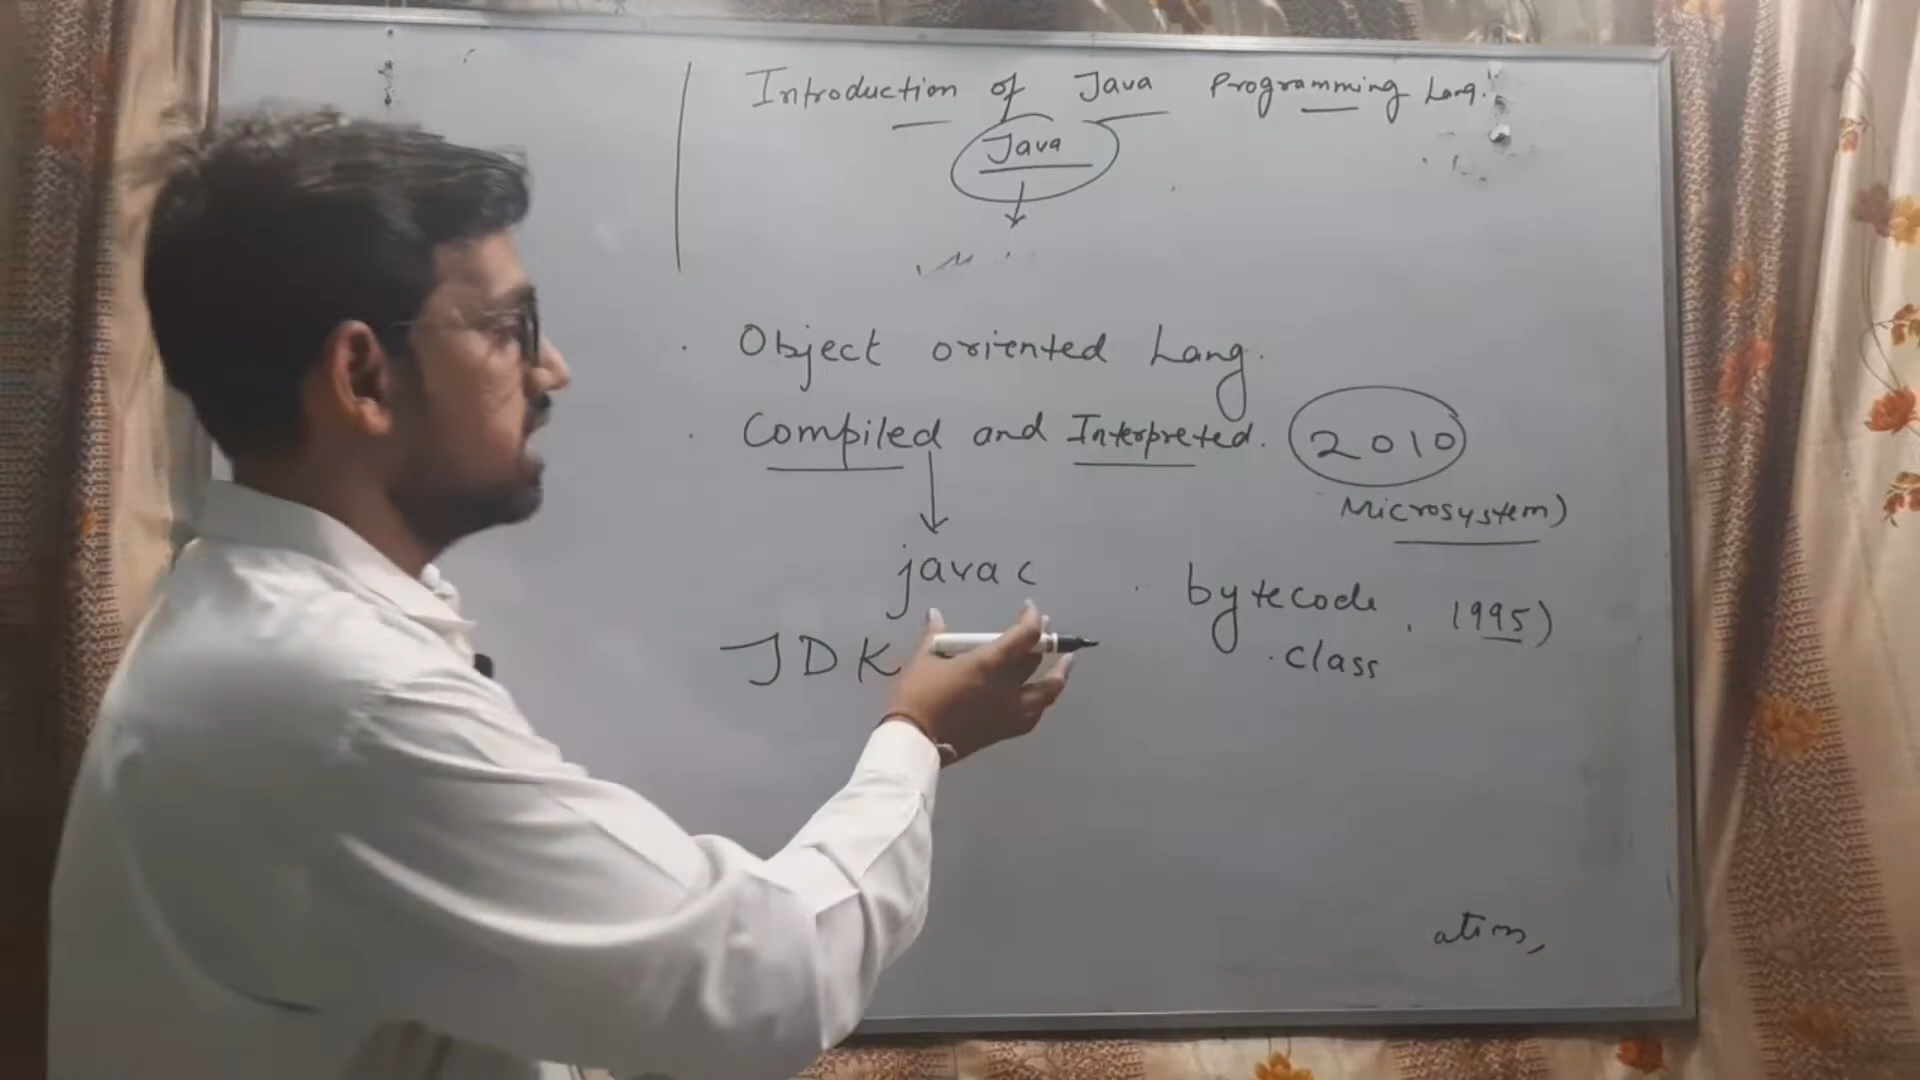 Introduction of Java Programming Lang.
Java
Object oriented Lang.
Compiled and Interpreted. 2010
Microsystem)
javac
bytecode, 1995)
JDK
.class